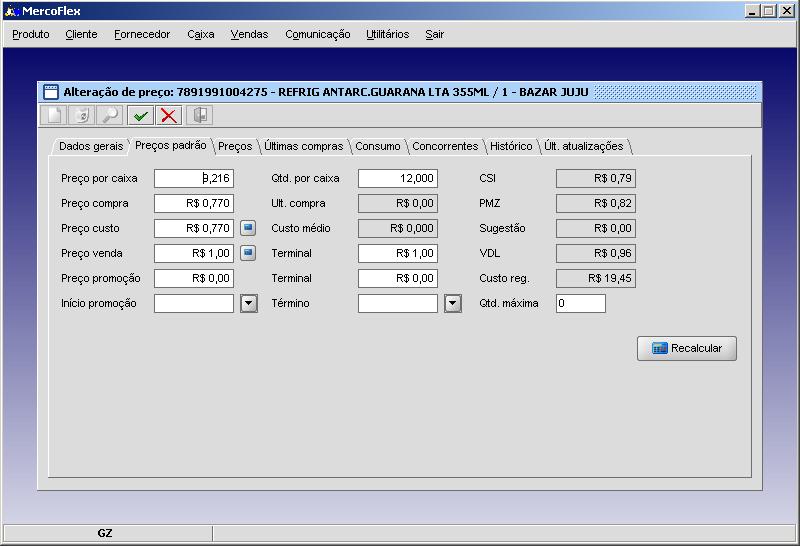 MercoFlex
Produto Cliente Fornecedor Caixa Vendas Comunicação Utilitários Sair
Alteração de preço: 7891991004275 - REFRIG ANTARC.GUARANA LTA 355ML / 1 - BAZAR JUJU
Dados gerais Preços padrão Preços Últimas compras Consumo Concorrentes Histórico Últ. atualizações
Preço por caixa 9,216 Qtd. por caixa 12,000 CSI R$ 0,79
Preço compra R$ 0,770 Ult. compra R$ 0,00 PMZ R$ 0,82
Preço custo R$ 0,770 Custo médio R$ 0,000 Sugestão R$ 0,00
Preço venda R$ 1,00 Terminal R$ 1,00 VDL R$ 0,96
Preço promoção R$ 0,00 Terminal R$ 0,00 Custo reg. R$ 19,45
Início promoção Término Qtd. máxima 0
Recalcular
GZ